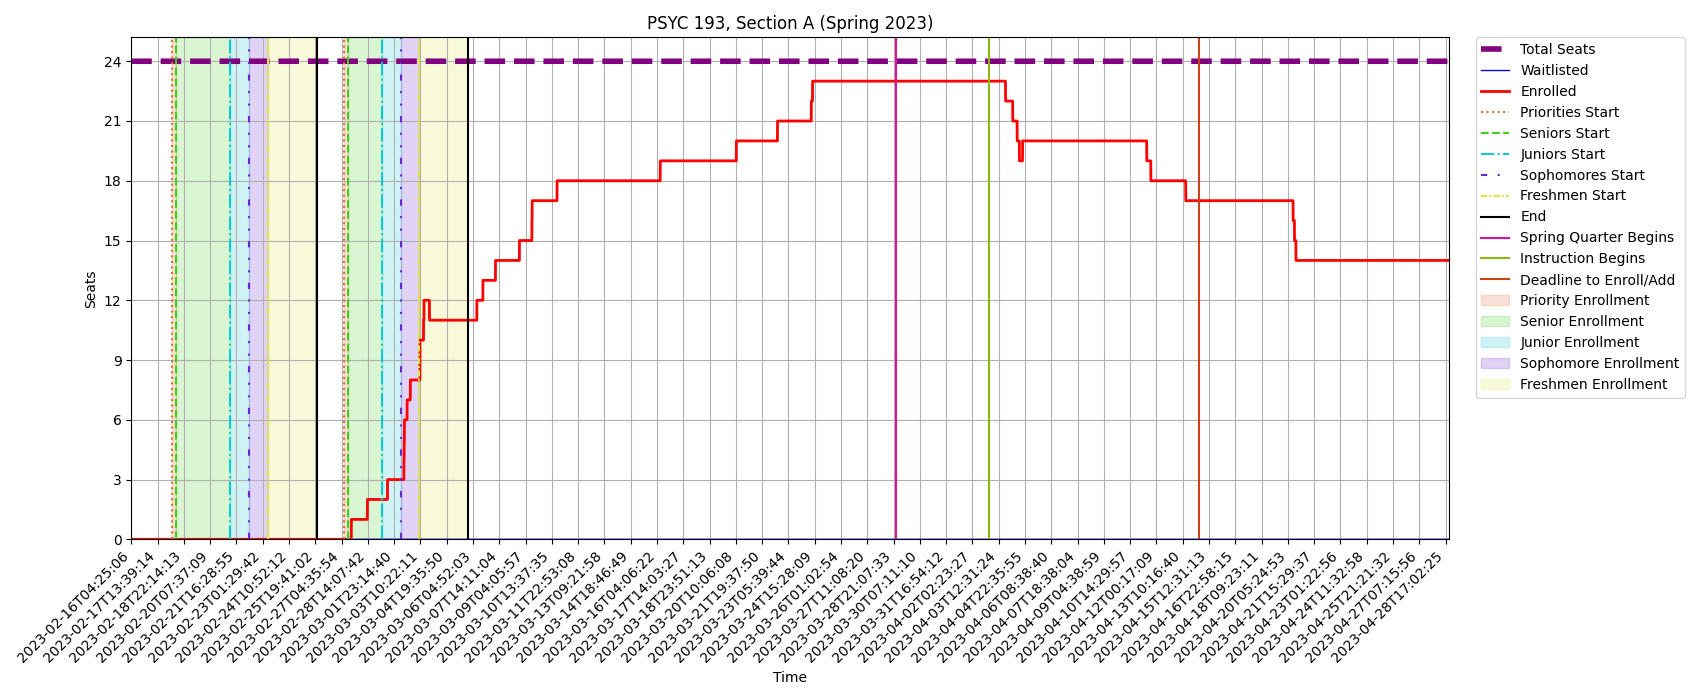 PSYC 193, Section A (Spring 2023)
Seats
24
21
18
15
12
9
6
3
0
2023-02-16T04:25:06
2023-02-17T13:39:14
2023-02-18T22:14:13
2023-02-20T07:37:09
2023-02-21T16:28:55
2023-02-23T01:29:42
2023-02-24T10:52:12
2023-02-25T19:41:02
2023-02-27T04:35:54
2023-02-28T14:07:42
2023-03-01T23:14:40
2023-03-03T10:22:11
2023-03-04T19:35:50
2023-03-06T04:52:03
2023-03-07T14:11:04
2023-03-09T04:05:57
2023-03-10T13:37:35
2023-03-11T22:53:08
2023-03-13T09:21:58
2023-03-14T18:46:49
2023-03-16T04:06:22
2023-03-17T14:03:27
2023-03-18T23:51:13
2023-03-20T10:06:08
2023-03-21T19:37:50
2023-03-23T05:39:44
2023-03-24T15:28:09
2023-03-26T01:02:54
2023-03-27T11:08:20
2023-03-28T21:07:33
2023-03-30T07:11:10
2023-03-31T16:54:12
2023-04-02T02:23:27
2023-04-03T12:31:24
2023-04-04T22:35:55
2023-04-06T08:38:40
2023-04-07T18:38:04
2023-04-09T04:38:59
2023-04-10T14:29:57
2023-04-12T00:17:09
2023-04-13T10:16:40
2023-04-15T12:31:13
2023-04-16T22:58:15
2023-04-18T09:23:11
2023-04-20T05:24:53
2023-04-21T15:29:37
2023-04-23T01:22:56
2023-04-24T11:32:58
2023-04-25T21:21:32
2023-04-27T07:15:56
2023-04-28T17:02:25
Time
Total Seats
Waitlisted
Enrolled
Priorities Start
Seniors Start
Juniors Start
Sophomores Start
Freshmen Start
End
Spring Quarter Begins
Instruction Begins
Deadline to Enroll/Add
Priority Enrollment
Senior Enrollment
Junior Enrollment
Sophomore Enrollment
Freshmen Enrollment